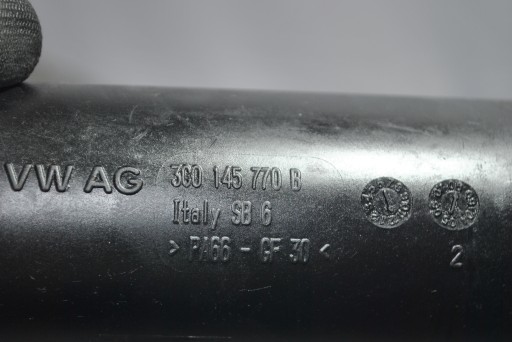 VW AG 3C0 145 770 B
Italy SB 6
> PA66 - GF 30 <
2